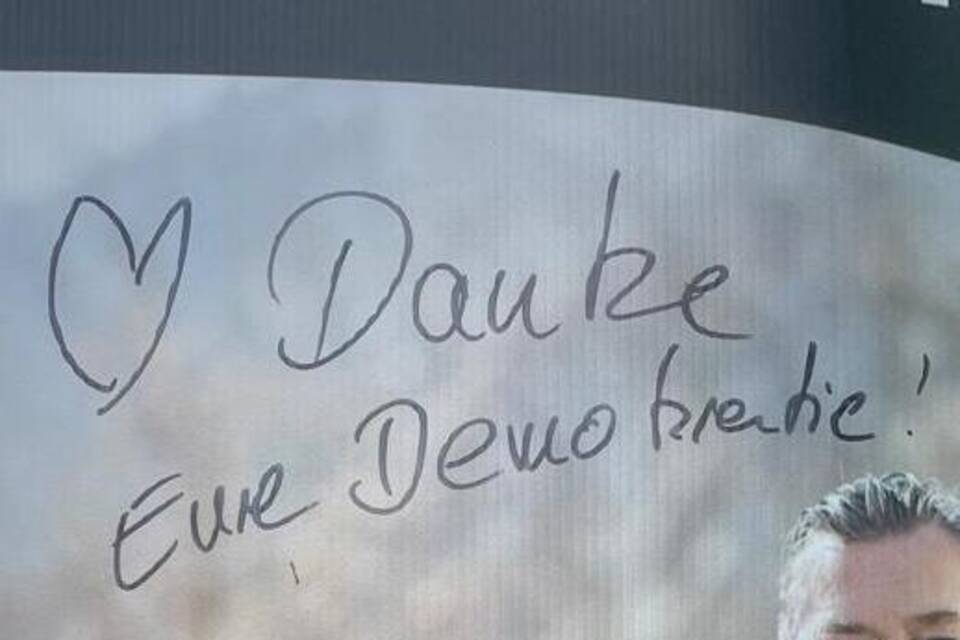 ♡ Danke
Eure Demokratie!